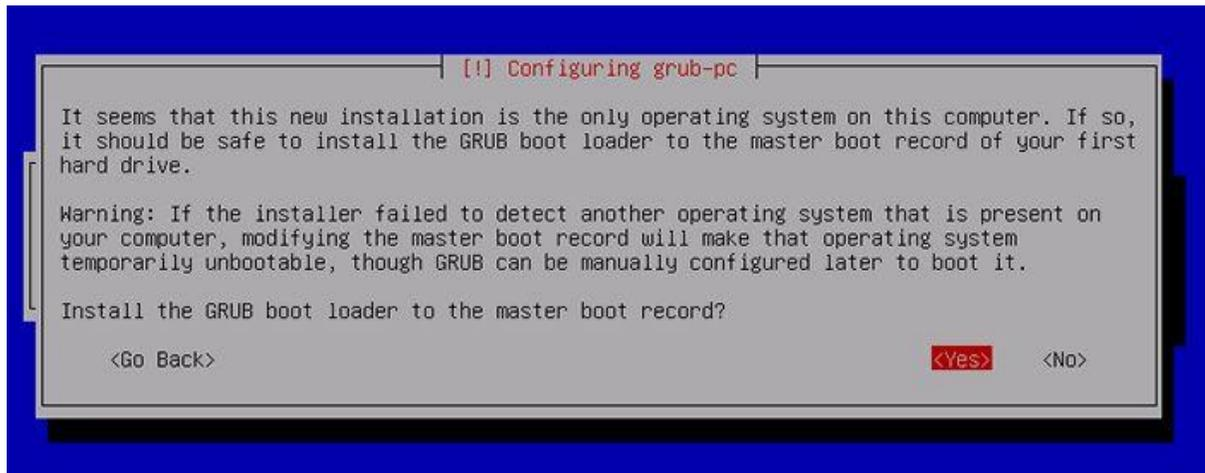 [!] Configuring grub-pc
It seems that this new installation is the only operating system on this computer. If so,
it should be safe to install the GRUB boot loader to the master boot record of your first
hard drive.
Warning: If the installer failed to detect another operating system that is present on
your computer, modifying the master boot record will make that operating system
temporarily unbootable, though GRUB can be manually configured later to boot it.
Install the GRUB boot loader to the master boot record?
<Go Back> <Yes> <No>